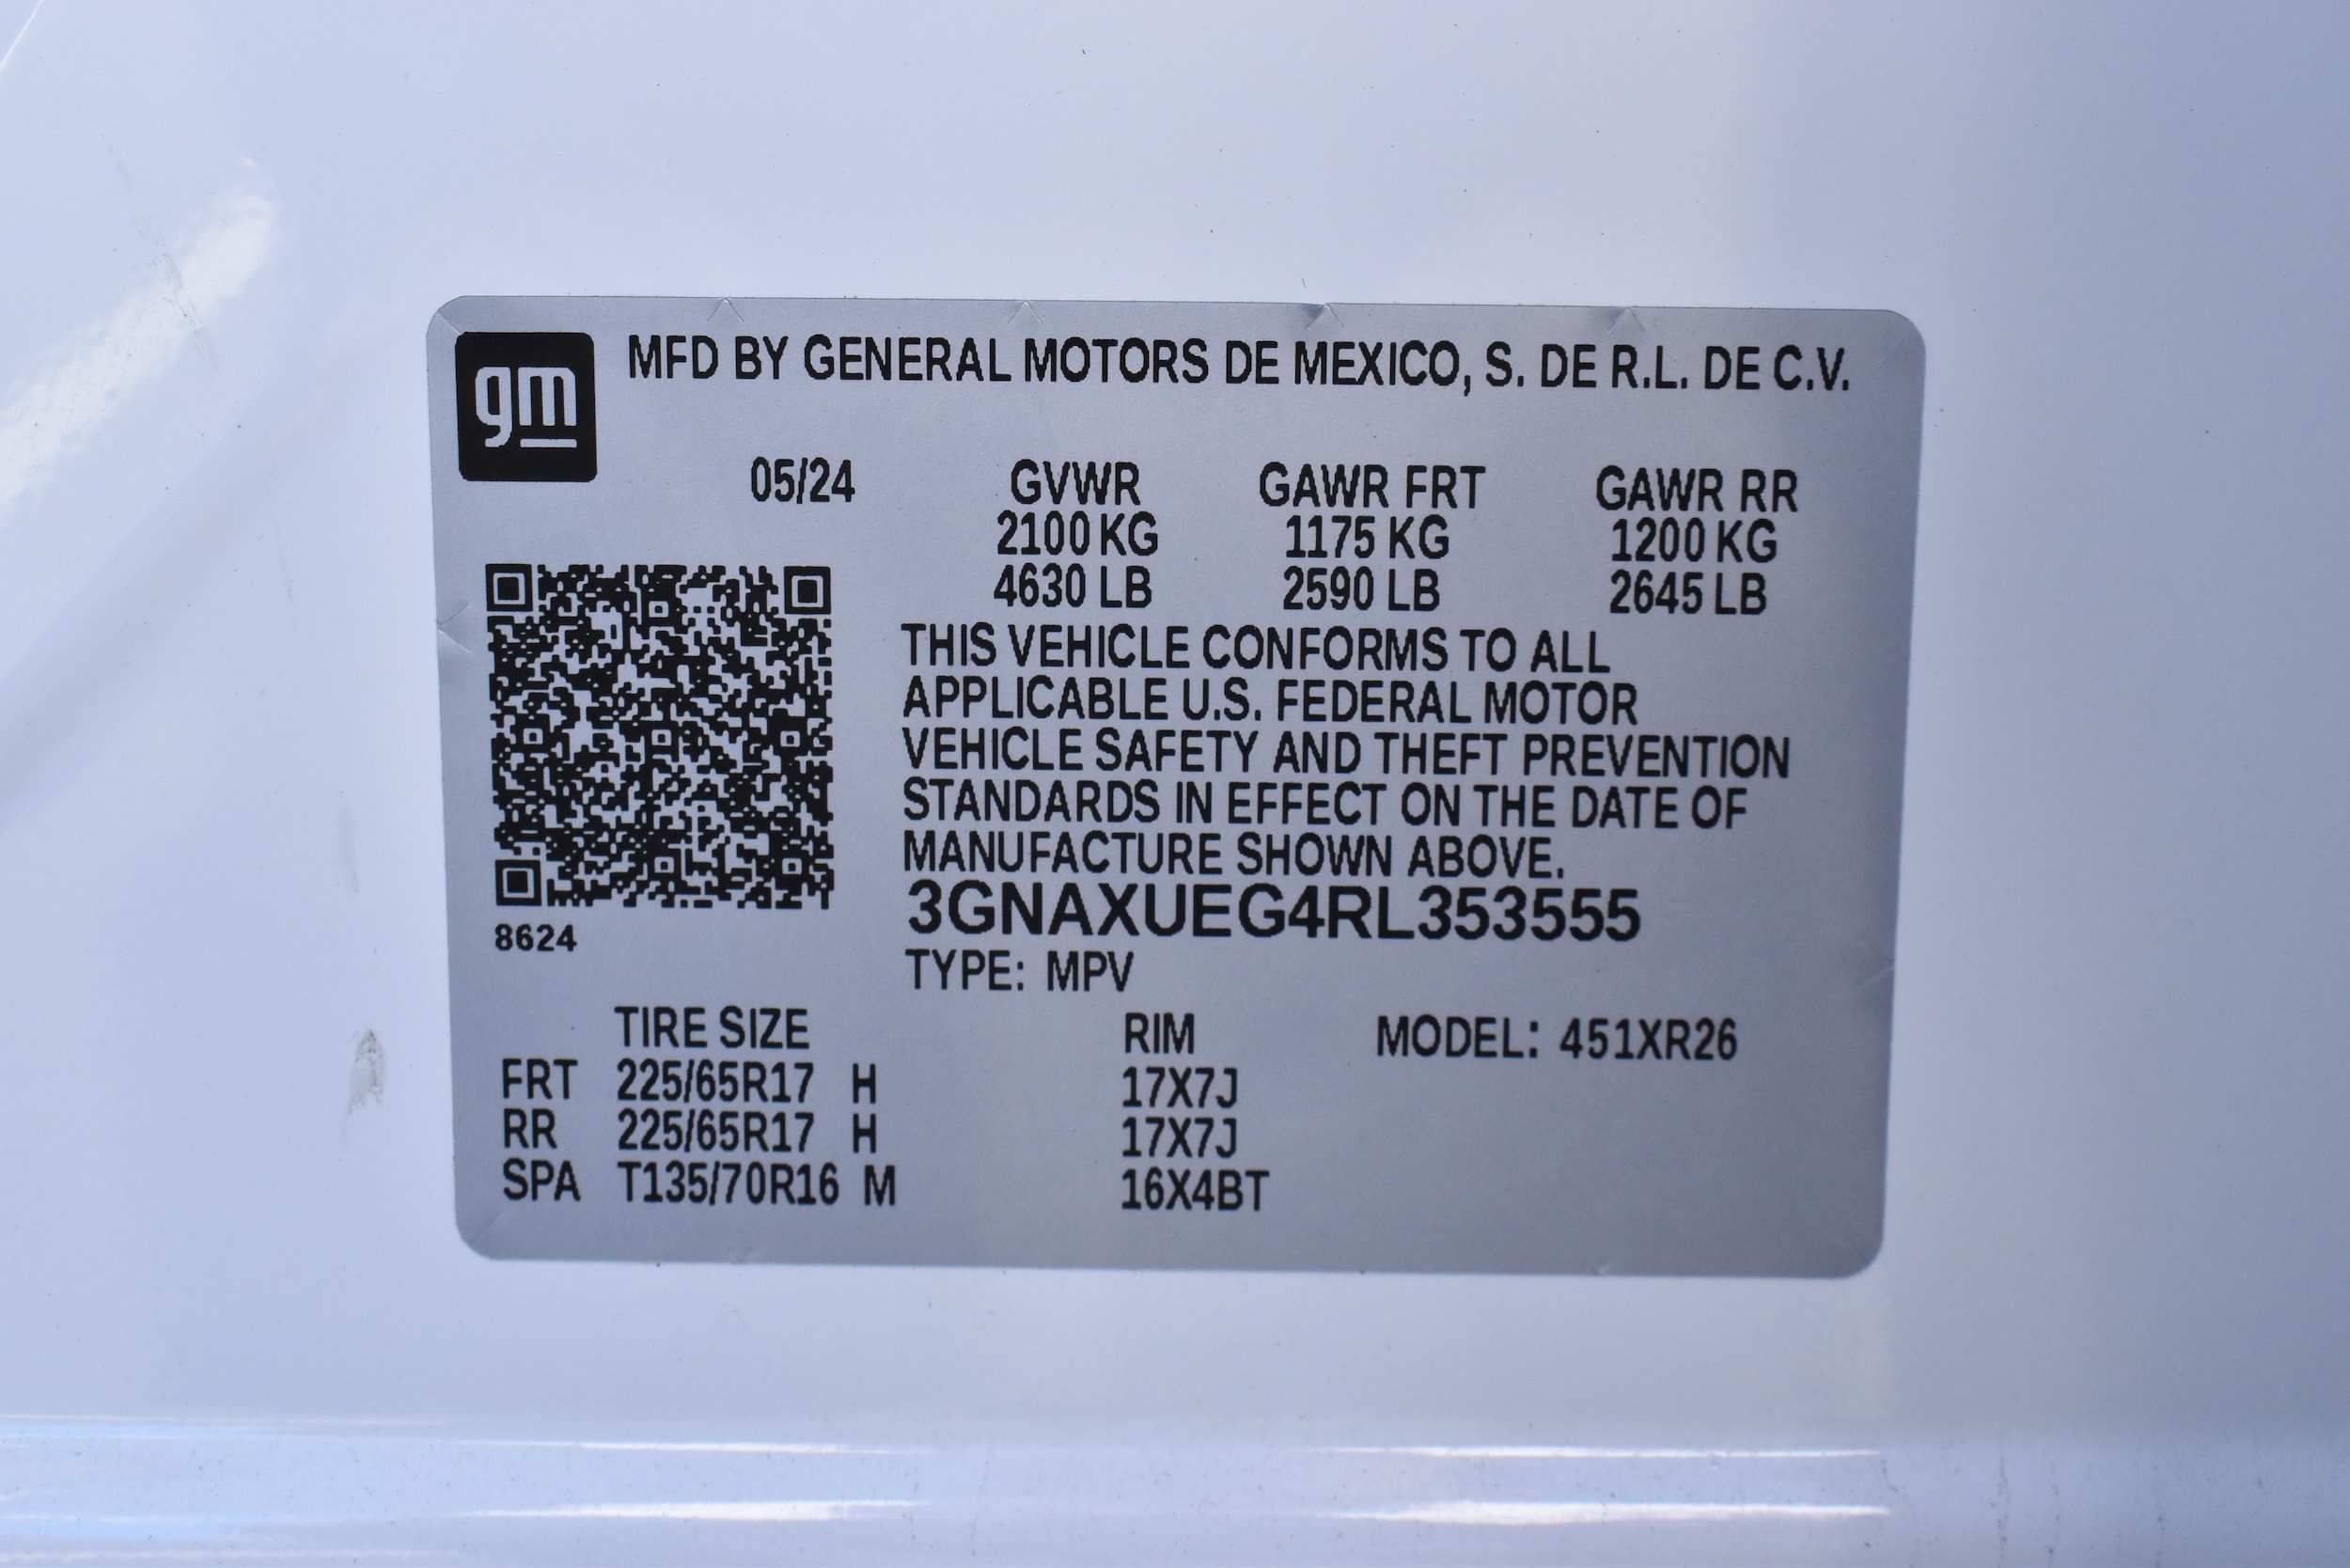 gm
MFD BY GENERAL MOTORS DE MEXICO, S. DE R.L. DE C.V.
05/24 GVWR GAWR FRT GAWR RR
2100 KG 1175 KG 1200 KG
4630 LB 2590 LB 2645 LB
THIS VEHICLE CONFORMS TO ALL
APPLICABLE U.S. FEDERAL MOTOR
VEHICLE SAFETY AND THEFT PREVENTION
STANDARDS IN EFFECT ON THE DATE OF
MANUFACTURE SHOWN ABOVE.
3GNAXUEG4RL353555
8624
TYPE: MPV
TIRE SIZE RIM MODEL: 451XR26
FRT 225/65R17 H 17X7J
RR 225/65R17 H 17X7J
SPA T135/70R16 M 16X4BT